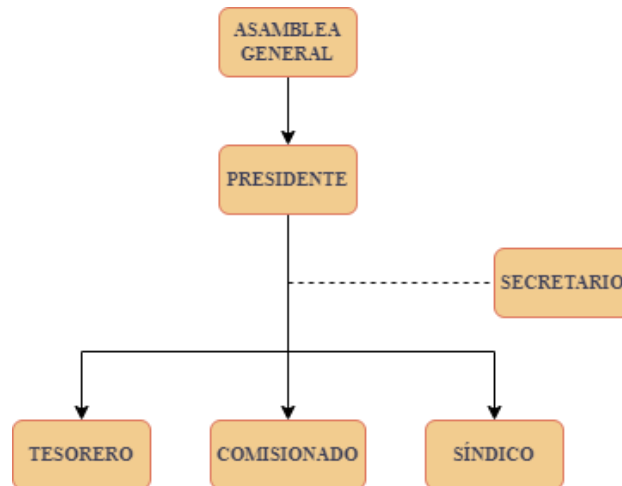 ASAMBLEA
GENERAL
PRESIDENTE
SECRETARIO
TESORERO
COMISIONADO
SÍNDICO